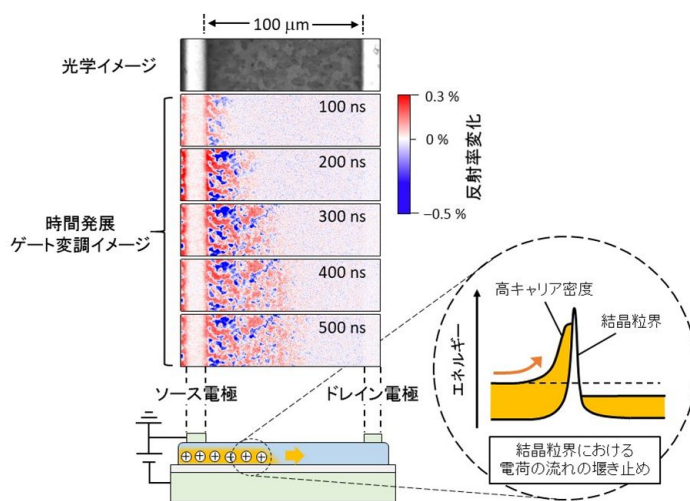 100 μm
光学イメージ
100 ns
200 ns
300 ns
400 ns
500 ns
時間発展
ゲート変調イメージ
0.3 %
0 %
−0.5 %
反射率変化
ソース電極
ドレイン電極
高キャリア密度
結晶粒界
エネルギー
結晶粒界における
電荷の流れの堰き止め